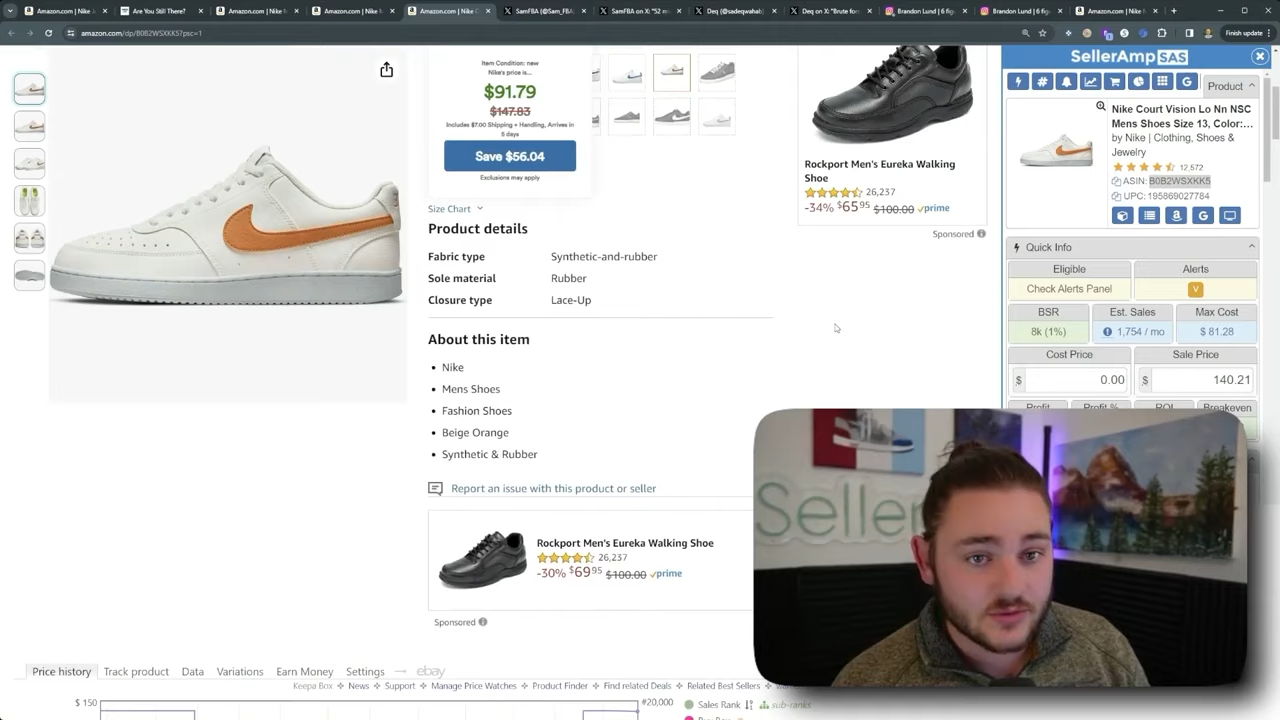 Amazon.com | Nike J
Are You Still There?
Amazon.com | Nike M
Amazon.com | Nike M
Amazon.com | Nike C
SamFBA (@Sam_FBA
SamFBA on X: "52 m
Deq (@sadeqwahab
Deq on X: "Brute fo
Brandon Lund | 6 fig
Brandon Lund | 6 fig
Amazon.com | Nike
amazon.com/dp/B0B2WSXKK5?psc=1
Finish update
Item Condition: new
Nike's price is...
$91.79
$147.83
Includes $7.00 Shipping + Handling, Arrives in
5 days
Save $56.04
Exclusions may apply
Size Chart
Product details
Fabric type Synthetic-and-rubber
Sole material Rubber
Closure type Lace-Up
About this item
• Nike
• Mens Shoes
• Fashion Shoes
• Beige Orange
• Synthetic & Rubber
Report an issue with this product or seller
Rockport Men's Eureka Walking Shoe
26,237
-30% $69.95 $100.00 prime
Sponsored
Rockport Men's Eureka Walking
Shoe
26,237
-34% $65.95 $100.00 prime
Sponsored
SellerAmp SAS
Product
Nike Court Vision Lo Nn NSC
Mens Shoes Size 13, Color:...
by Nike | Clothing, Shoes &
Jewelry
12,572
ASIN: B0B2WSXKK5
UPC: 195869027784
Quick Info
Eligible Alerts
Check Alerts Panel V
BSR Est. Sales Max Cost
8k (1%) 1,754 / mo $ 81.28
Cost Price Sale Price
$ 0.00 $ 140.21
Profit Profit % ROI Breakeven
Seller
Price history Track product Data Variations Earn Money Settings ebay
Keepa Box News Support Manage Price Watches Product Finder Find related Deals Related Best Sellers
$ 150
#20,000
Sales Rank sub-ranks